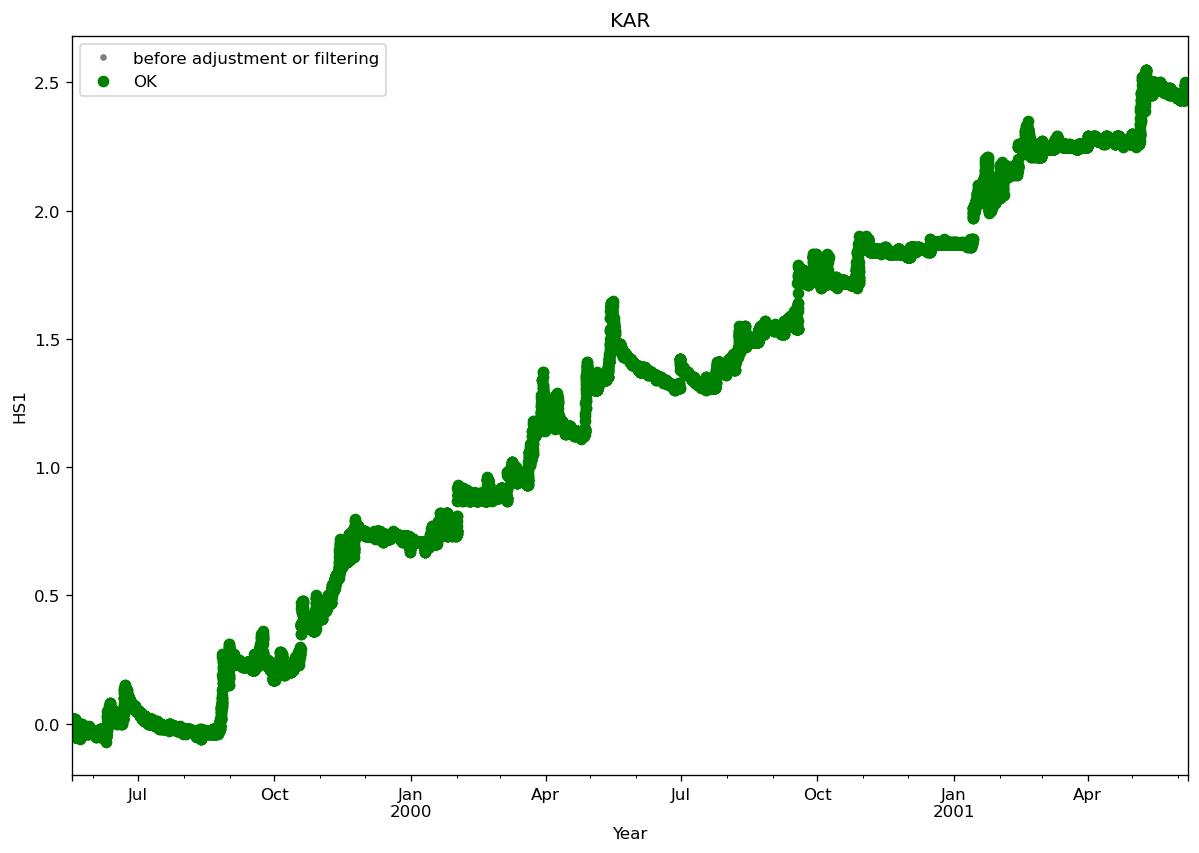 KAR
before adjustment or filtering
OK
HS1
2.5
2.0
1.5
1.0
0.5
0.0
Jul
Oct
Jan
2000
Apr
Jul
Oct
Jan
2001
Apr
Year